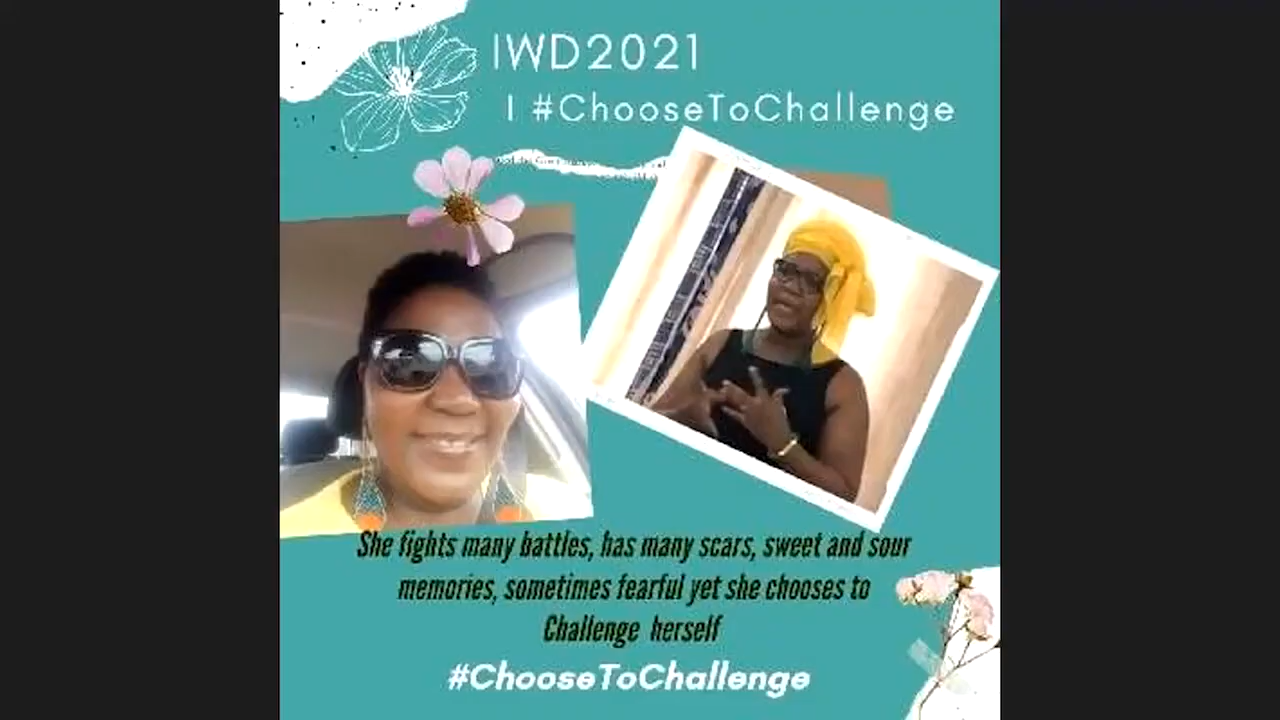 IWD2021
I #ChooseToChallenge
She fights many battles, has many scars, sweet and sour
memories, sometimes fearful yet she chooses to
Challenge herself
#ChooseToChallenge